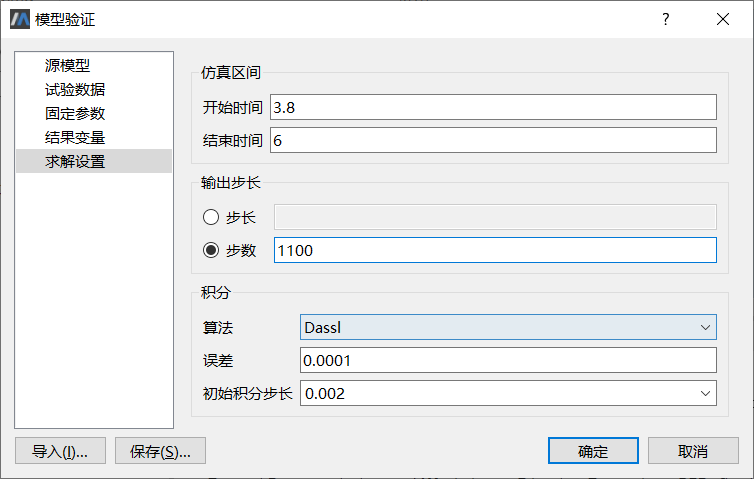 模型验证
?
源模型
试验数据
固定参数
结果变量
求解设置
仿真区间
开始时间 3.8
结束时间 6
输出步长
步长
步数 1100
积分
算法 Dassl
误差 0.0001
初始积分步长 0.002
导入(I)... 保存(S)... 确定 取消